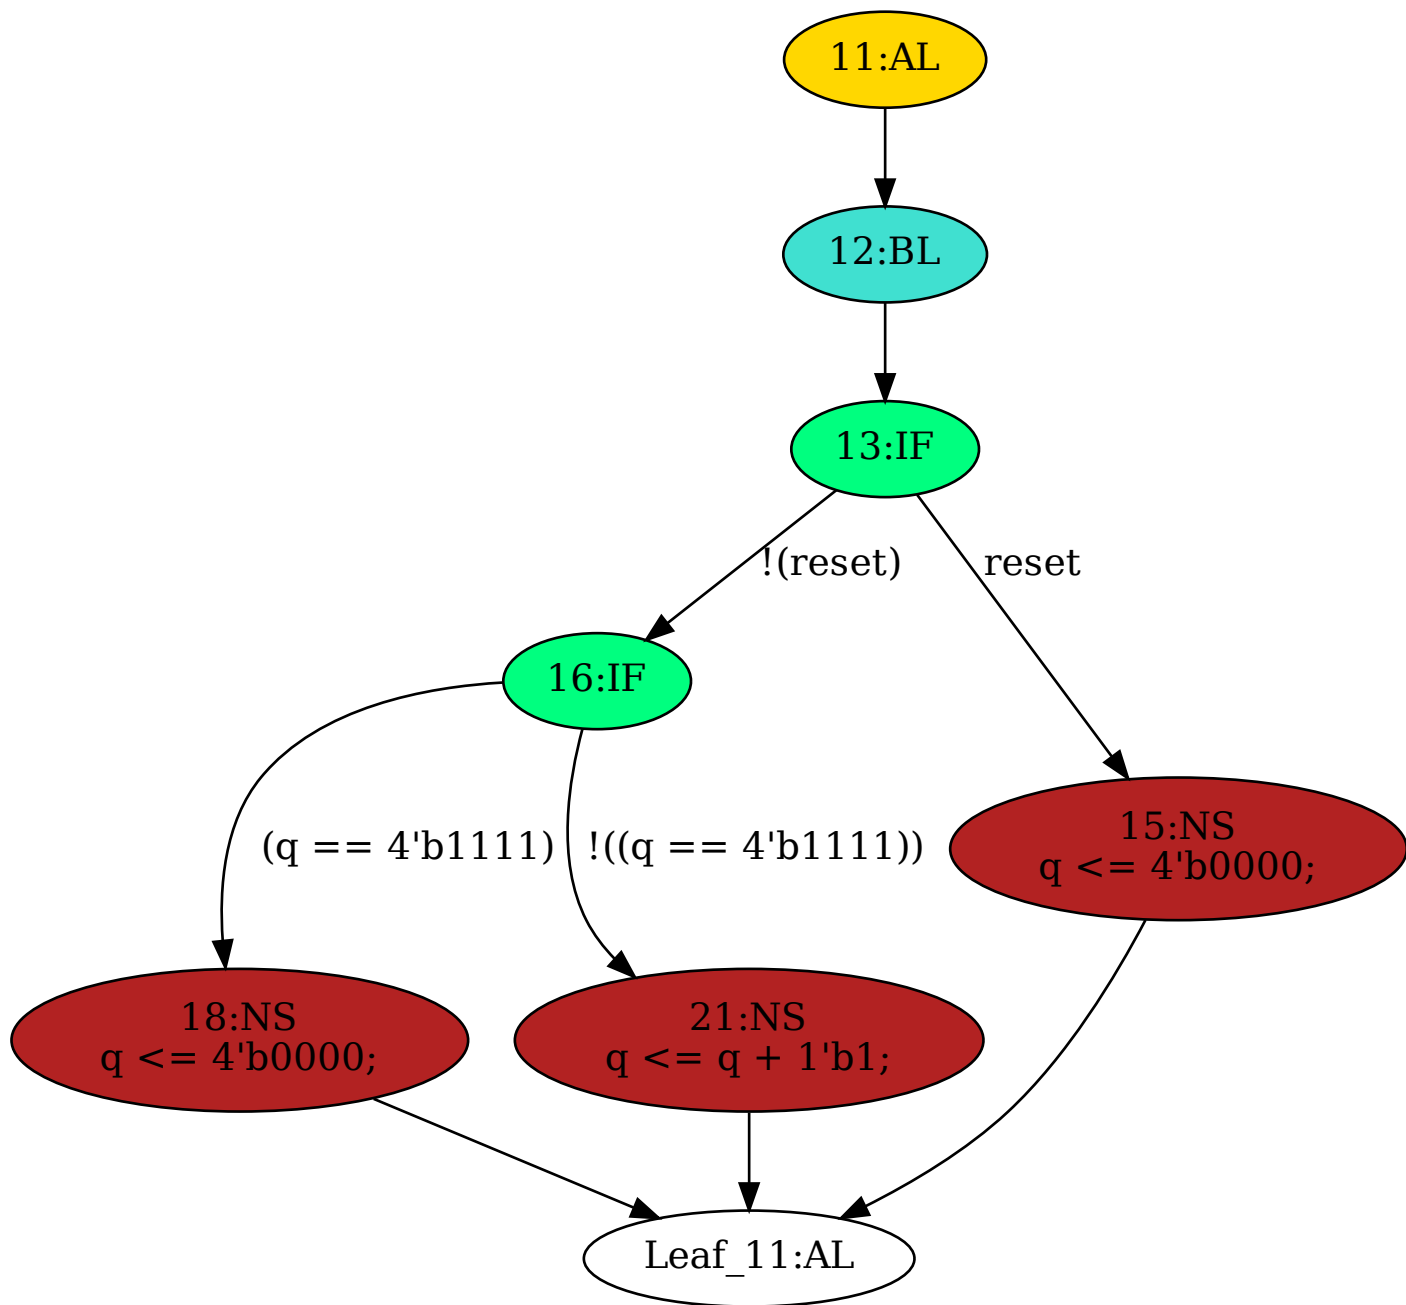 11:AL
12:BL
13:IF
!(reset)
reset
16:IF
(q == 4'b1111)
!((q == 4'b1111))
15:NS
q <= 4'b0000;
18:NS
q <= 4'b0000;
21:NS
q <= q + 1'b1;
Leaf_11:AL